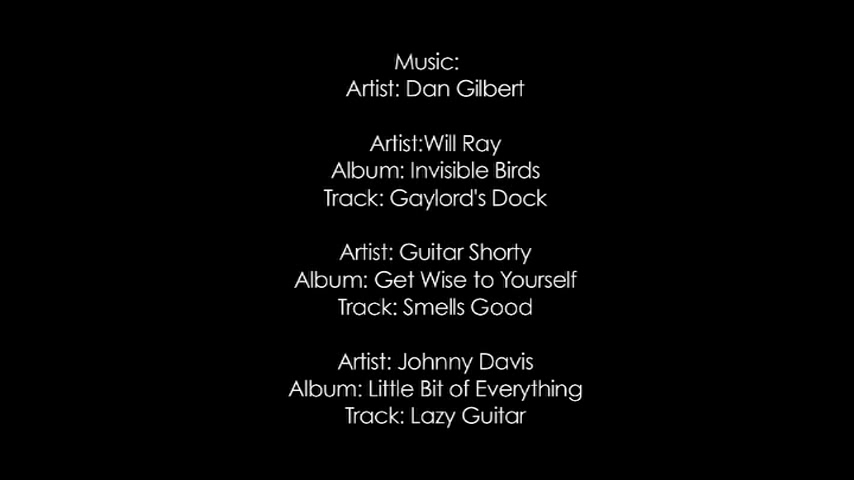 Music:
Artist: Dan Gilbert
Artist:Will Ray
Album: Invisible Birds
Track: Gaylord's Dock
Artist: Guitar Shorty
Album: Get Wise to Yourself
Track: Smells Good
Artist: Johnny Davis
Album: Little Bit of Everything
Track: Lazy Guitar